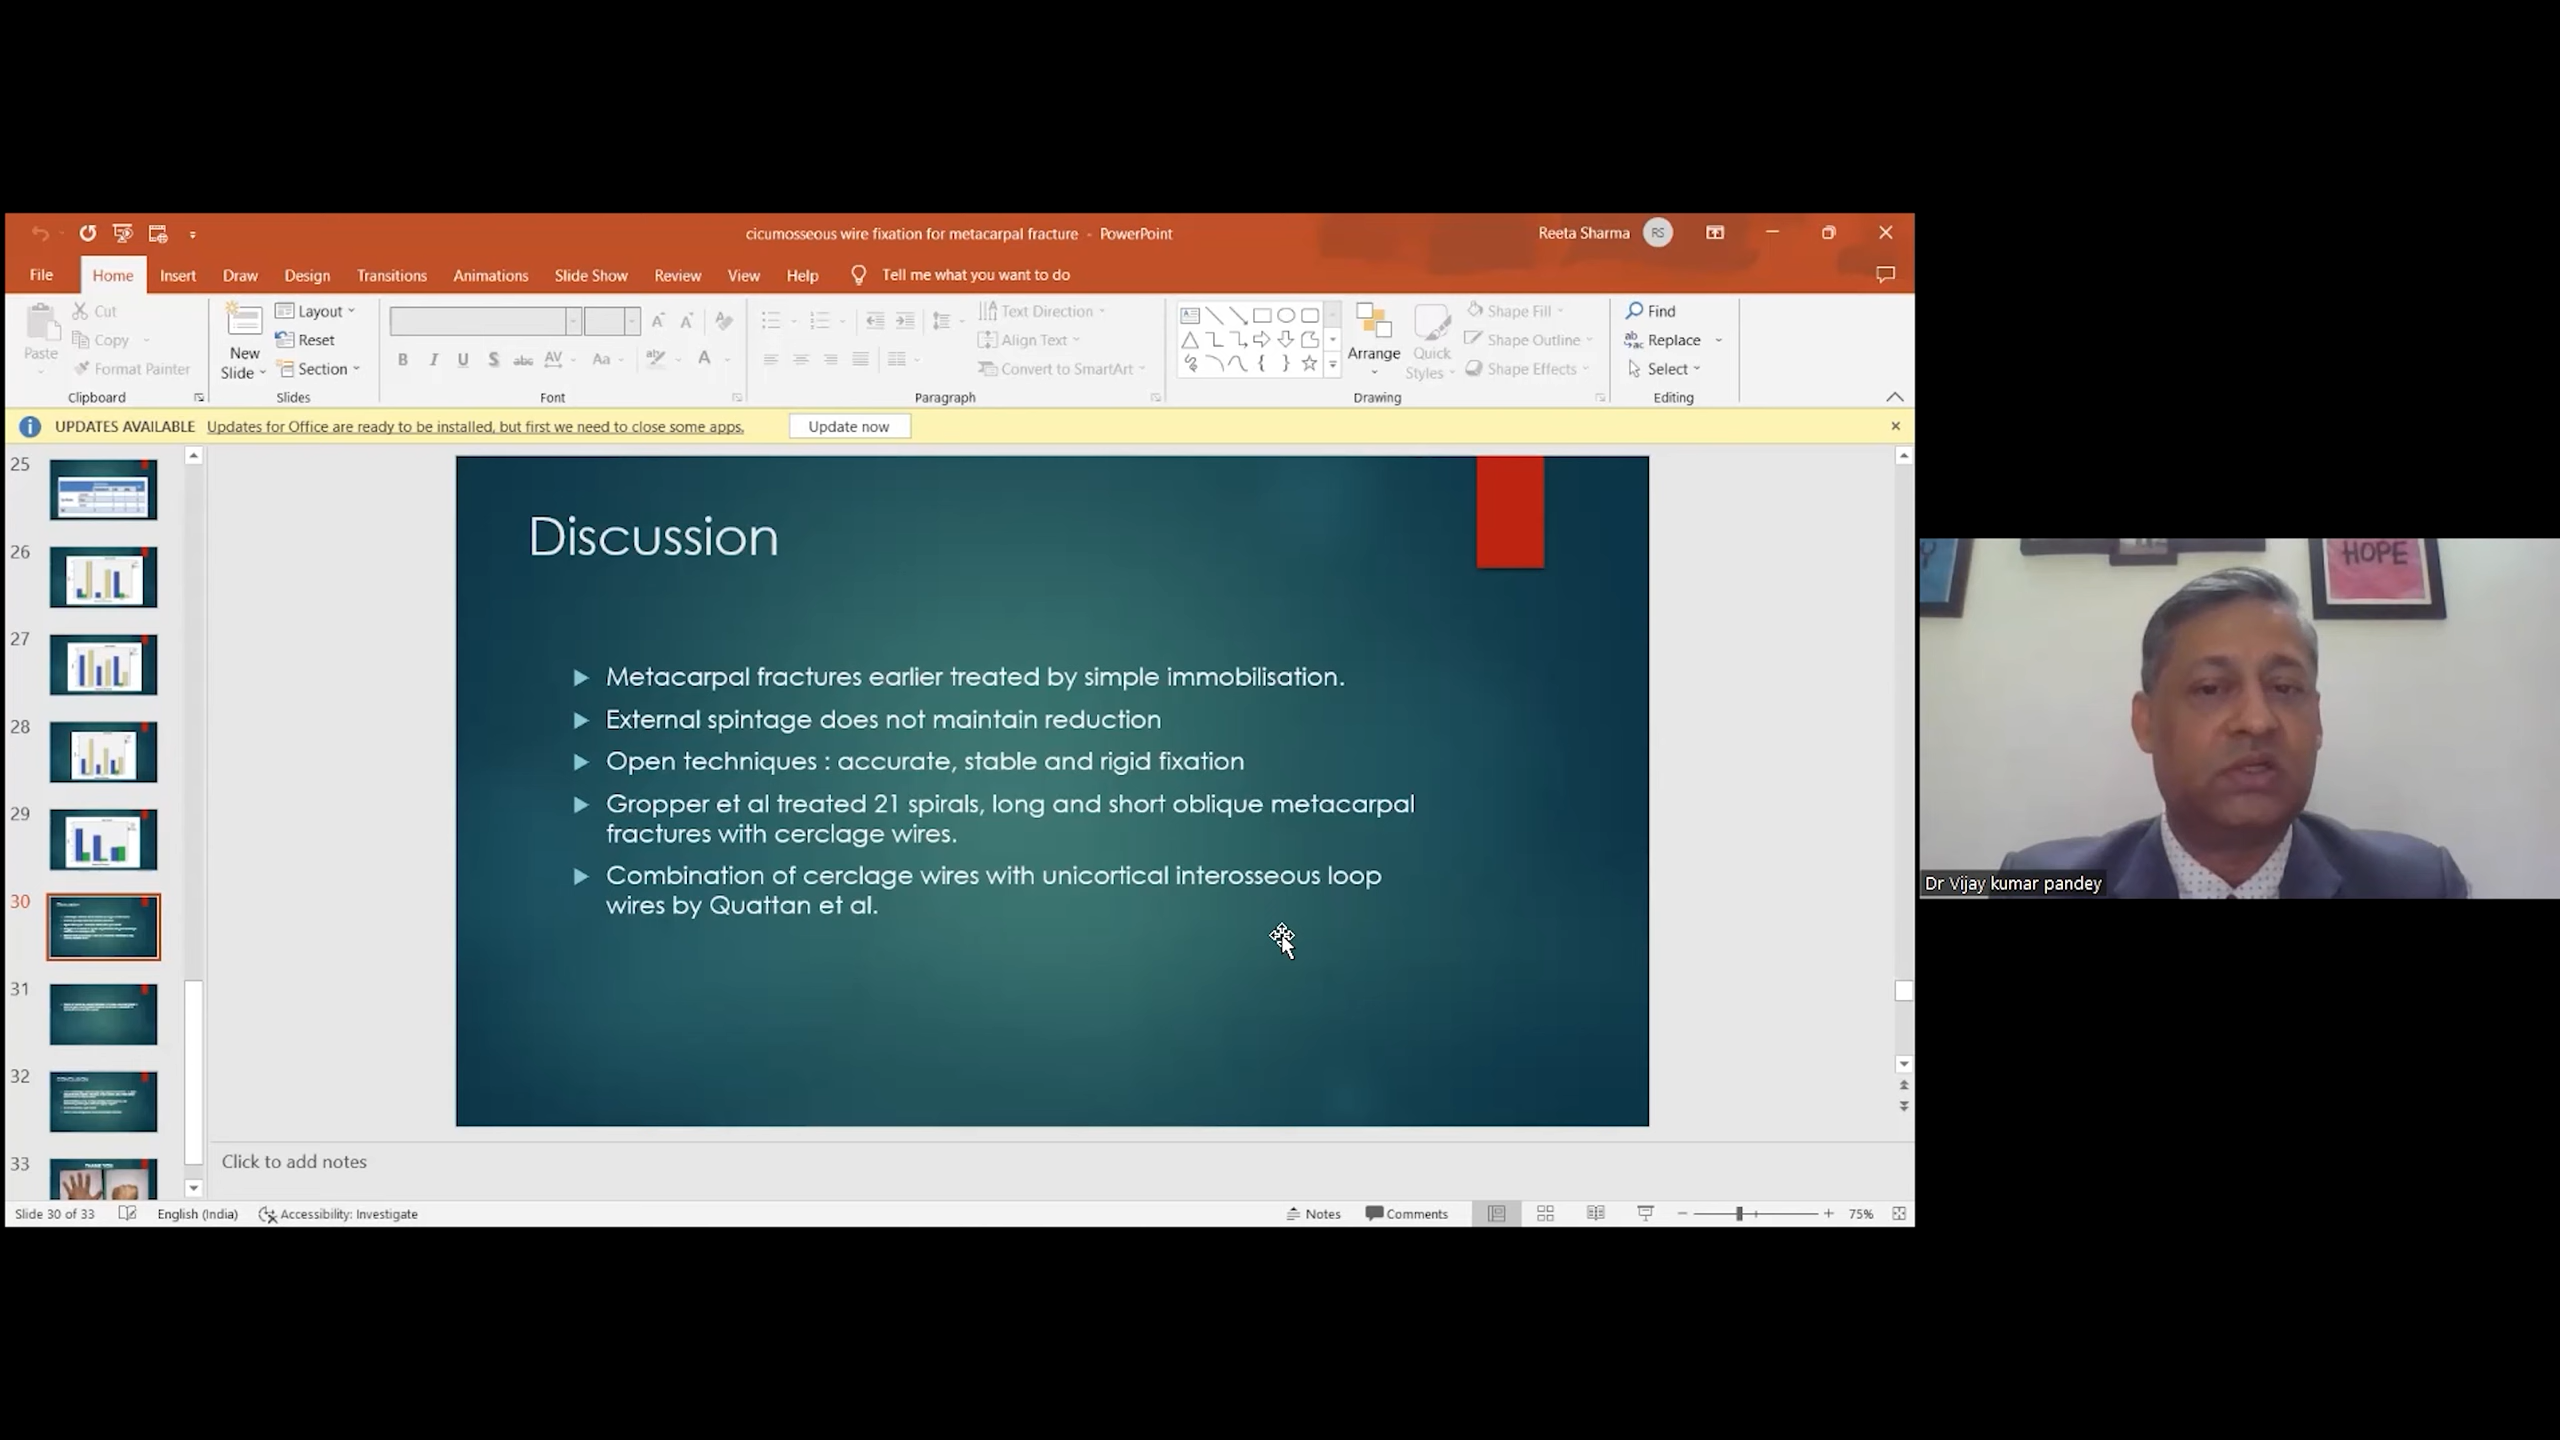 cicumosseous wire fixation for metacarpal fracture - PowerPoint
Reeta Sharma RS
File Home Insert Draw Design Transitions Animations Slide Show Review View Help Tell me what you want to do
Paste
Cut
Copy
Format Painter
Clipboard
New Slide
Layout
Reset
Section
Slides
B I U S abc AV Aa A
Font
Text Direction
Align Text
Convert to SmartArt
Paragraph
Arrange
Quick Styles
Shape Fill
Shape Outline
Shape Effects
Drawing
Find
Replace
Select
Editing
UPDATES AVAILABLE Updates for Office are ready to be installed, but first we need to close some apps. Update now
25
26
27
28
29
30
31
32
33
Discussion
Metacarpal fractures earlier treated by simple immobilisation.
External spintage does not maintain reduction
Open techniques : accurate, stable and rigid fixation
Gropper et al treated 21 spirals, long and short oblique metacarpal
fractures with cerclage wires.
Combination of cerclage wires with unicortical interosseous loop
wires by Quattan et al.
HOPE
Dr Vijay kumar pandey
Click to add notes
Slide 30 of 33 English (India) Accessibility: Investigate Notes Comments 75%